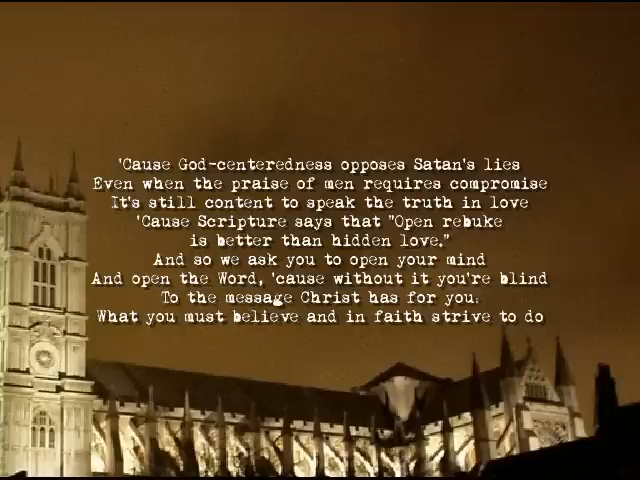 'Cause God-centeredness opposes Satan's lies
Even when the praise of men requires compromise
It's still content to speak the truth in love
'Cause Scripture says that "Open rebuke
is better than hidden love."
And so we ask you to open your mind
And open the Word, 'cause without it you're blind
To the message Christ has for you:
What you must believe and in faith strive to do